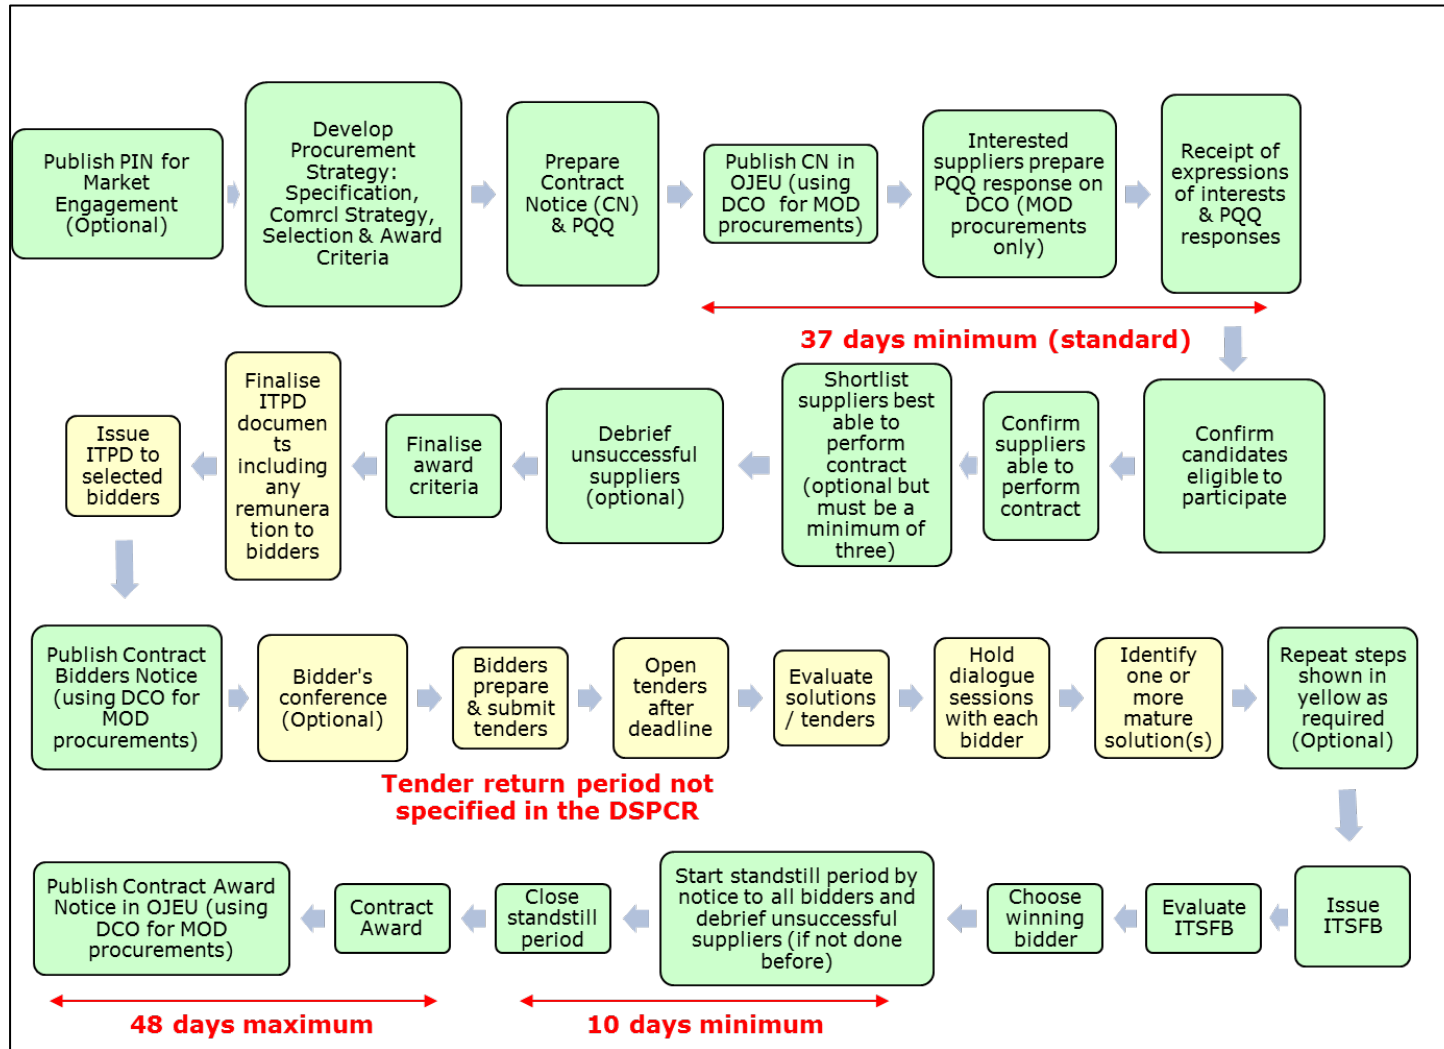 Publish PIN for
Market
Engagement
(Optional)
Develop
Procurement
Strategy:
Specification,
Comrcl Strategy,
Selection & Award
Criteria
Prepare
Contract
Notice (CN)
& PQQ
Publish CN in
OJEU (using
DCO for MOD
procurements)
Interested
suppliers prepare
PQQ response on
DCO (MOD
procurements
only)
Receipt of
expressions
of interests
& PQQ
responses
37 days minimum (standard)
Confirm
candidates
eligible to
participate
Confirm
suppliers
able to
perform
contract
Shortlist
suppliers best
able to
perform
contract
(optional but
must be a
minimum of
three)
Debrief
unsuccessful
suppliers
(optional)
Finalise
award
criteria
Finalise
ITPD
documen
ts
including
any
remunera
tion to
bidders
Issue
ITPD to
selected
bidders
Publish Contract
Bidders Notice
(using DCO for
MOD
procurements)
Bidder's
conference
(Optional)
Bidders
prepare
& submit
tenders
Open
tenders
after
deadline
Evaluate
solutions
/ tenders
Hold
dialogue
sessions
with each
bidder
Identify
one or
more
mature
solution(s)
Repeat steps
shown in
yellow as
required
(Optional)
Tender return period not
specified in the DSPCR
Issue
ITSFB
Evaluate
ITSFB
Choose
winning
bidder
Start standstill period by
notice to all bidders and
debrief unsuccessful
suppliers (if not done
before)
Close
standstill
period
Contract
Award
Publish Contract Award
Notice in OJEU (using
DCO for MOD
procurements)
48 days maximum
10 days minimum